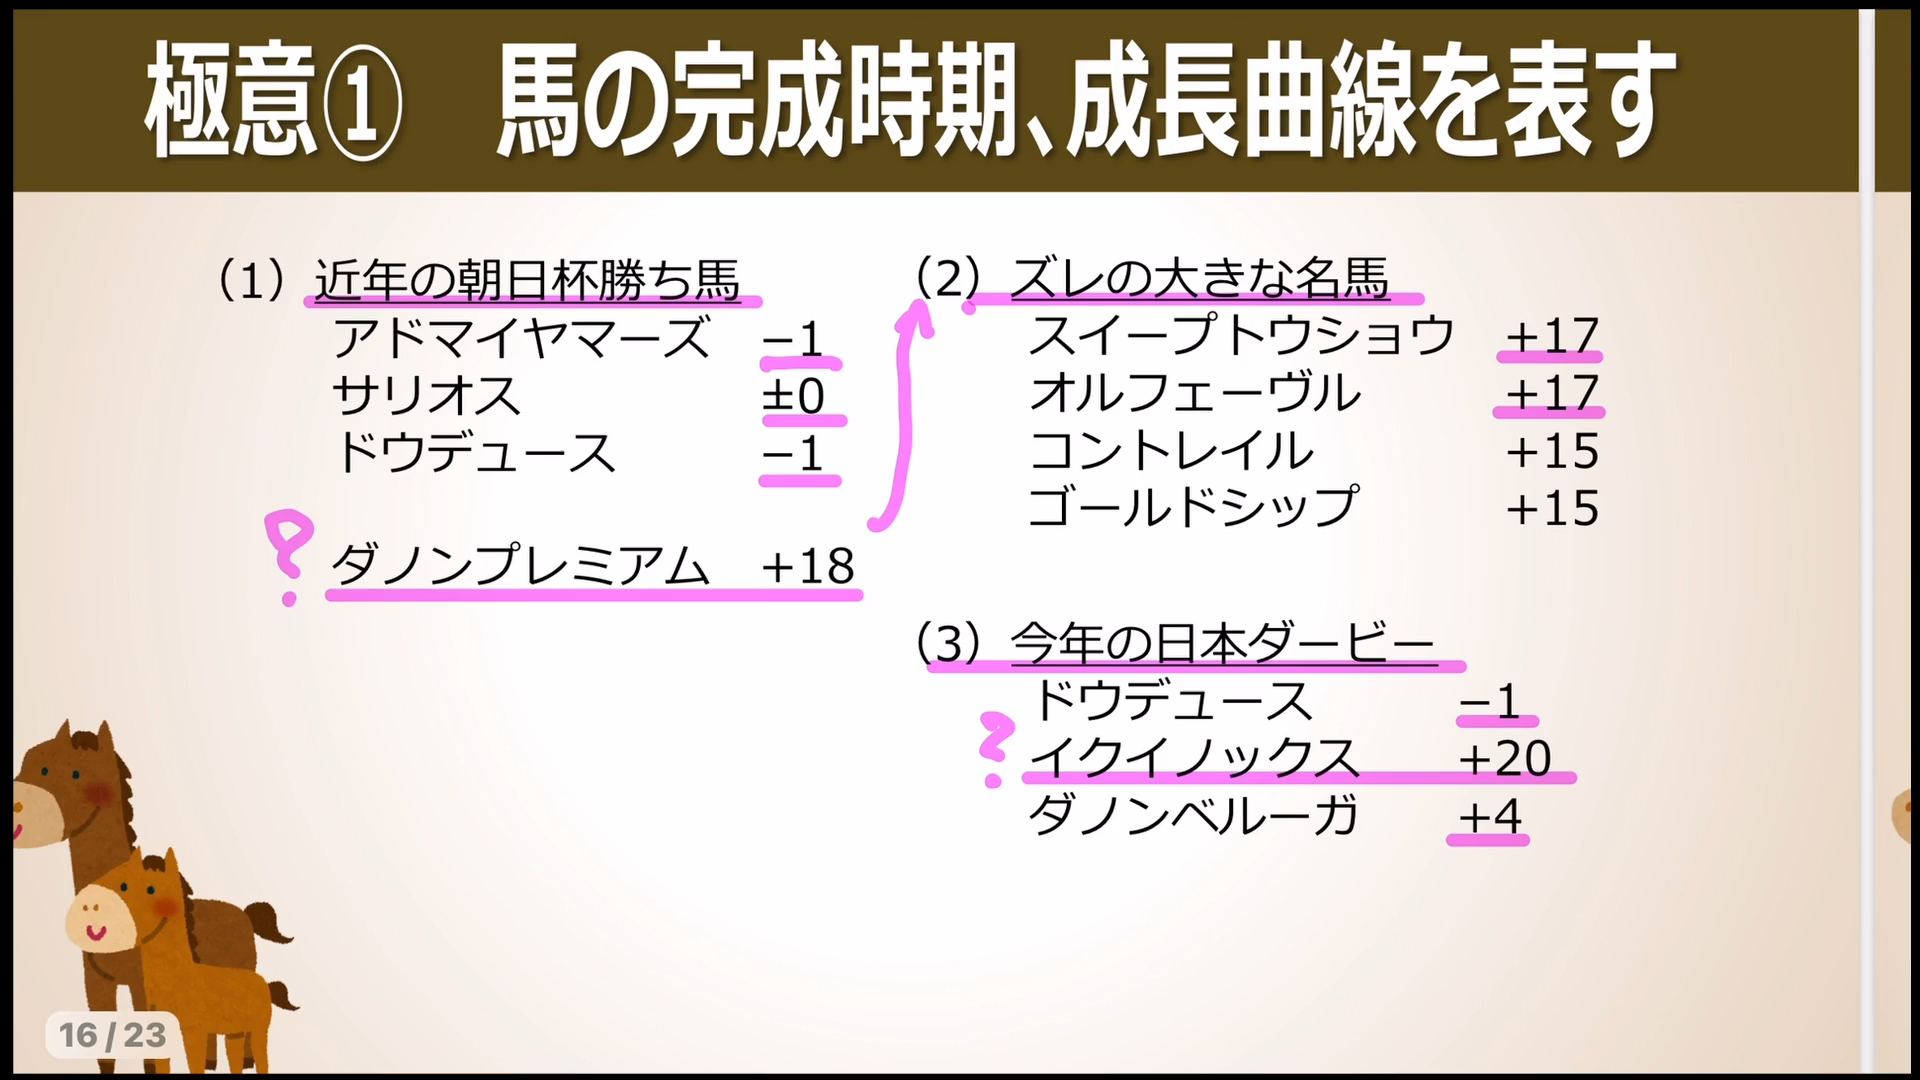 極意① 馬の完成時期、成長曲線を表す
(1) 近年の朝日杯勝ち馬
アドマイヤマーズ −1
サリオス ±0
ドウデュース −1
? ダノンプレミアム +18
(2) ズレの大きな名馬
スイープトウショウ +17
オルフェーヴル +17
コントレイル +15
ゴールドシップ +15
(3) 今年の日本ダービー
ドウデュース −1
? イクイノックス +20
ダノンベルーガ +4
16 / 23